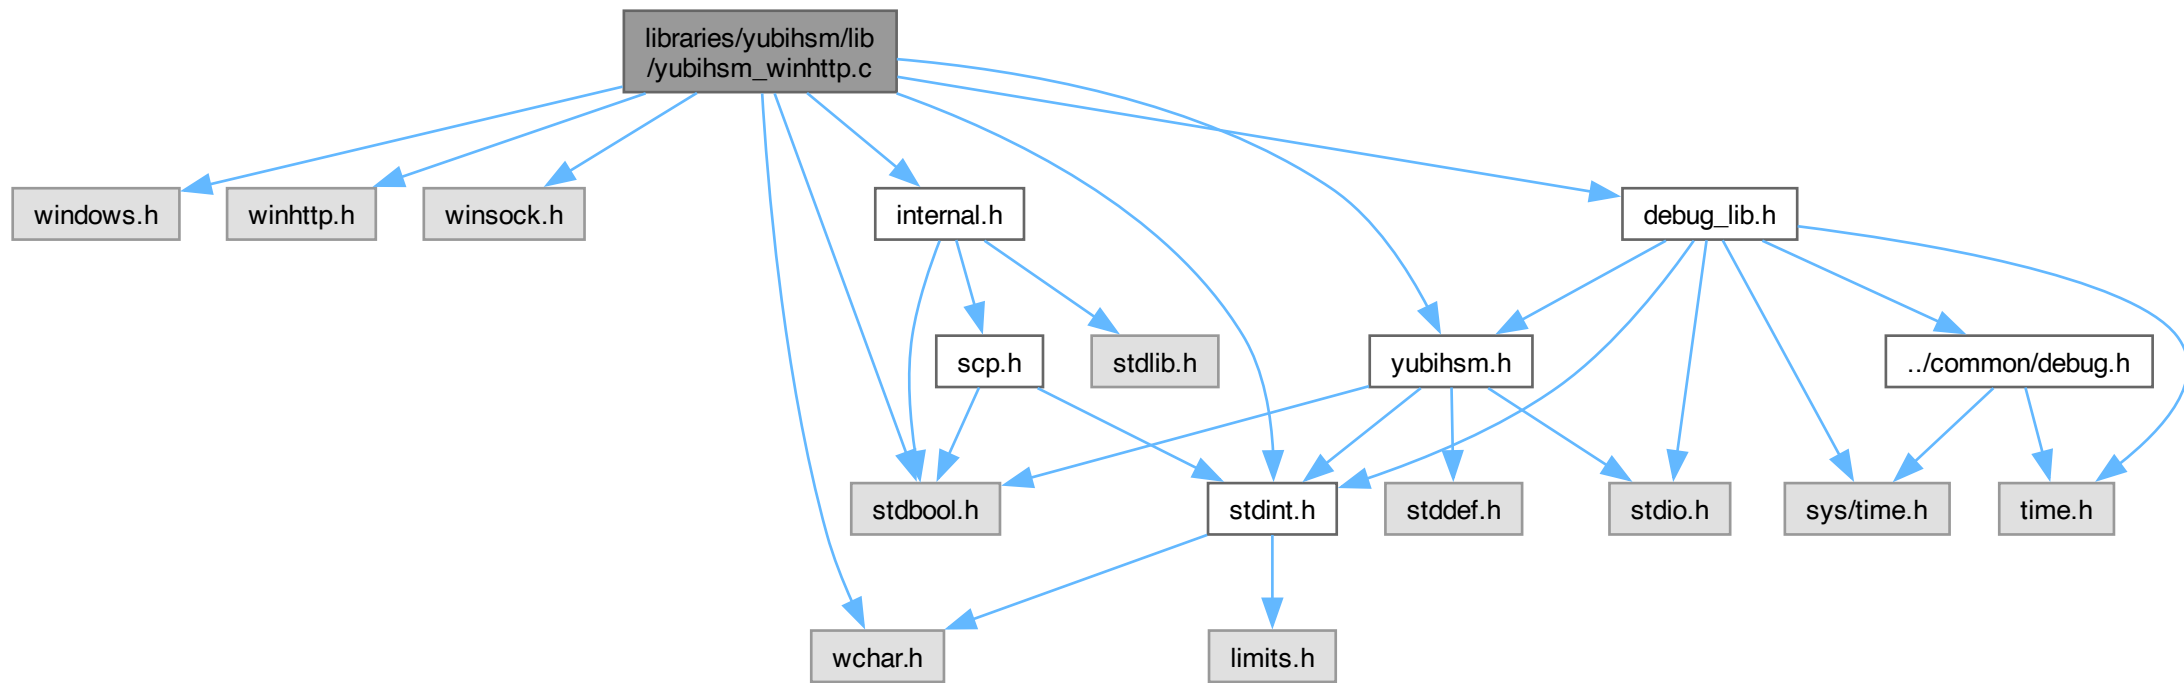 libraries/yubihsm/lib
/yubihsm_winhttp.c
windows.h
winhttp.h
winsock.h
internal.h
debug_lib.h
scp.h
stdlib.h
yubihsm.h
../common/debug.h
stdbool.h
stdint.h
stddef.h
stdio.h
sys/time.h
time.h
wchar.h
limits.h